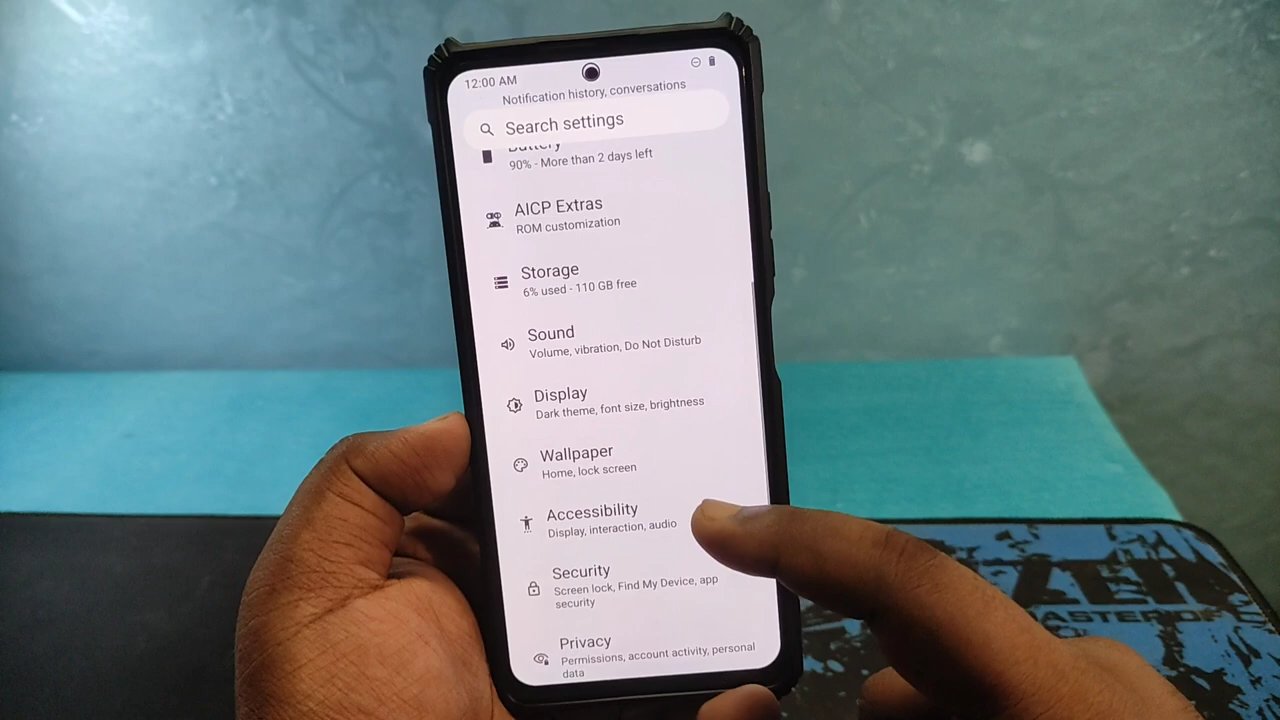 12:00 AM
Notification history, conversations
Search settings
Battery
90% - More than 2 days left
AICP Extras
ROM customization
Storage
6% used - 110 GB free
Sound
Volume, vibration, Do Not Disturb
Display
Dark theme, font size, brightness
Wallpaper
Home, lock screen
Accessibility
Display, interaction, audio
Security
Screen lock, Find My Device, app
security
Privacy
Permissions, account activity, personal
data